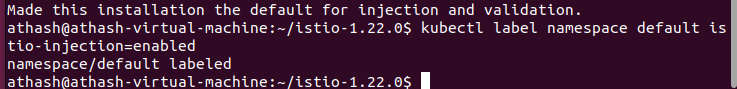 Made this installation the default for injection and validation.
athash@athash-virtual-machine:~/istio-1.22.0$ kubectl label namespace default is
tio-injection=enabled
namespace/default labeled
athash@athash-virtual-machine:~/istio-1.22.0$